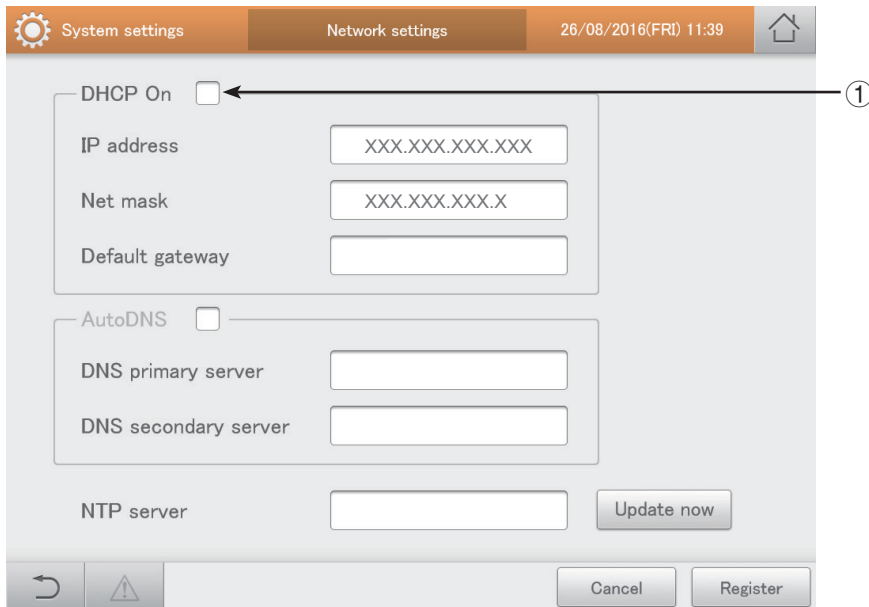 System settings Network settings 26/08/2016(FRI) 11:39
DHCP On ①
IP address XXX.XXX.XXX.XXX
Net mask XXX.XXX.XXX.X
Default gateway
AutoDNS
DNS primary server
DNS secondary server
NTP server Update now
Cancel Register